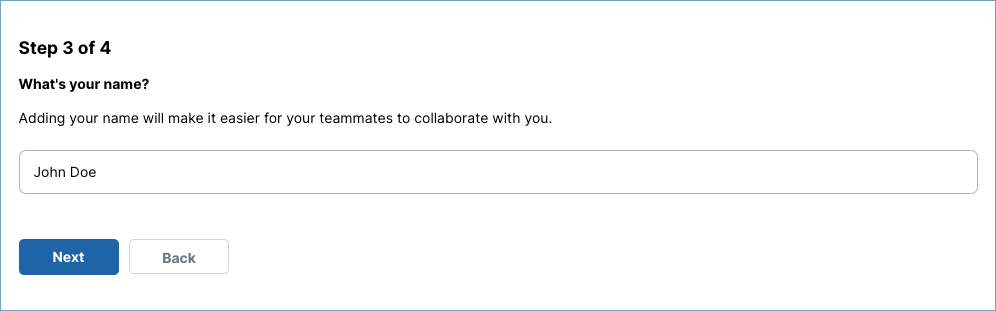 Step 3 of 4
What's your name?
Adding your name will make it easier for your teammates to collaborate with you.
John Doe
Next
Back